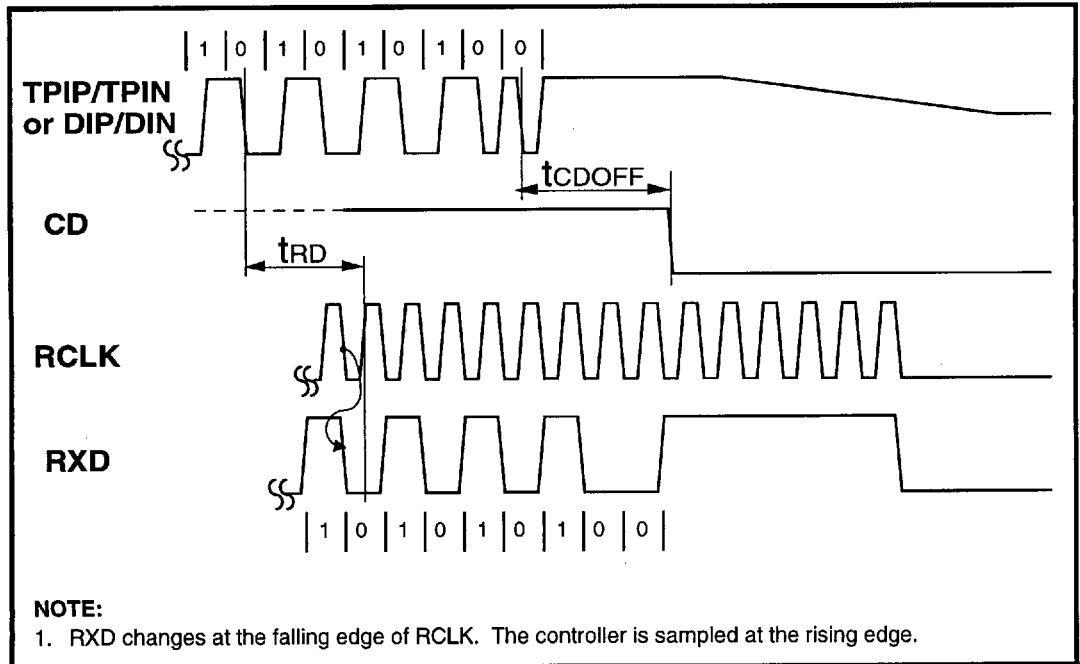 1 0 1 0 1 0 1 0 0
TPIP/TPIN
or DIP/DIN
tCDOFF
CD
tRD
RCLK
RXD
1 0 1 0 1 0 1 0 0
NOTE:
1. RXD changes at the falling edge of RCLK. The controller is sampled at the rising edge.